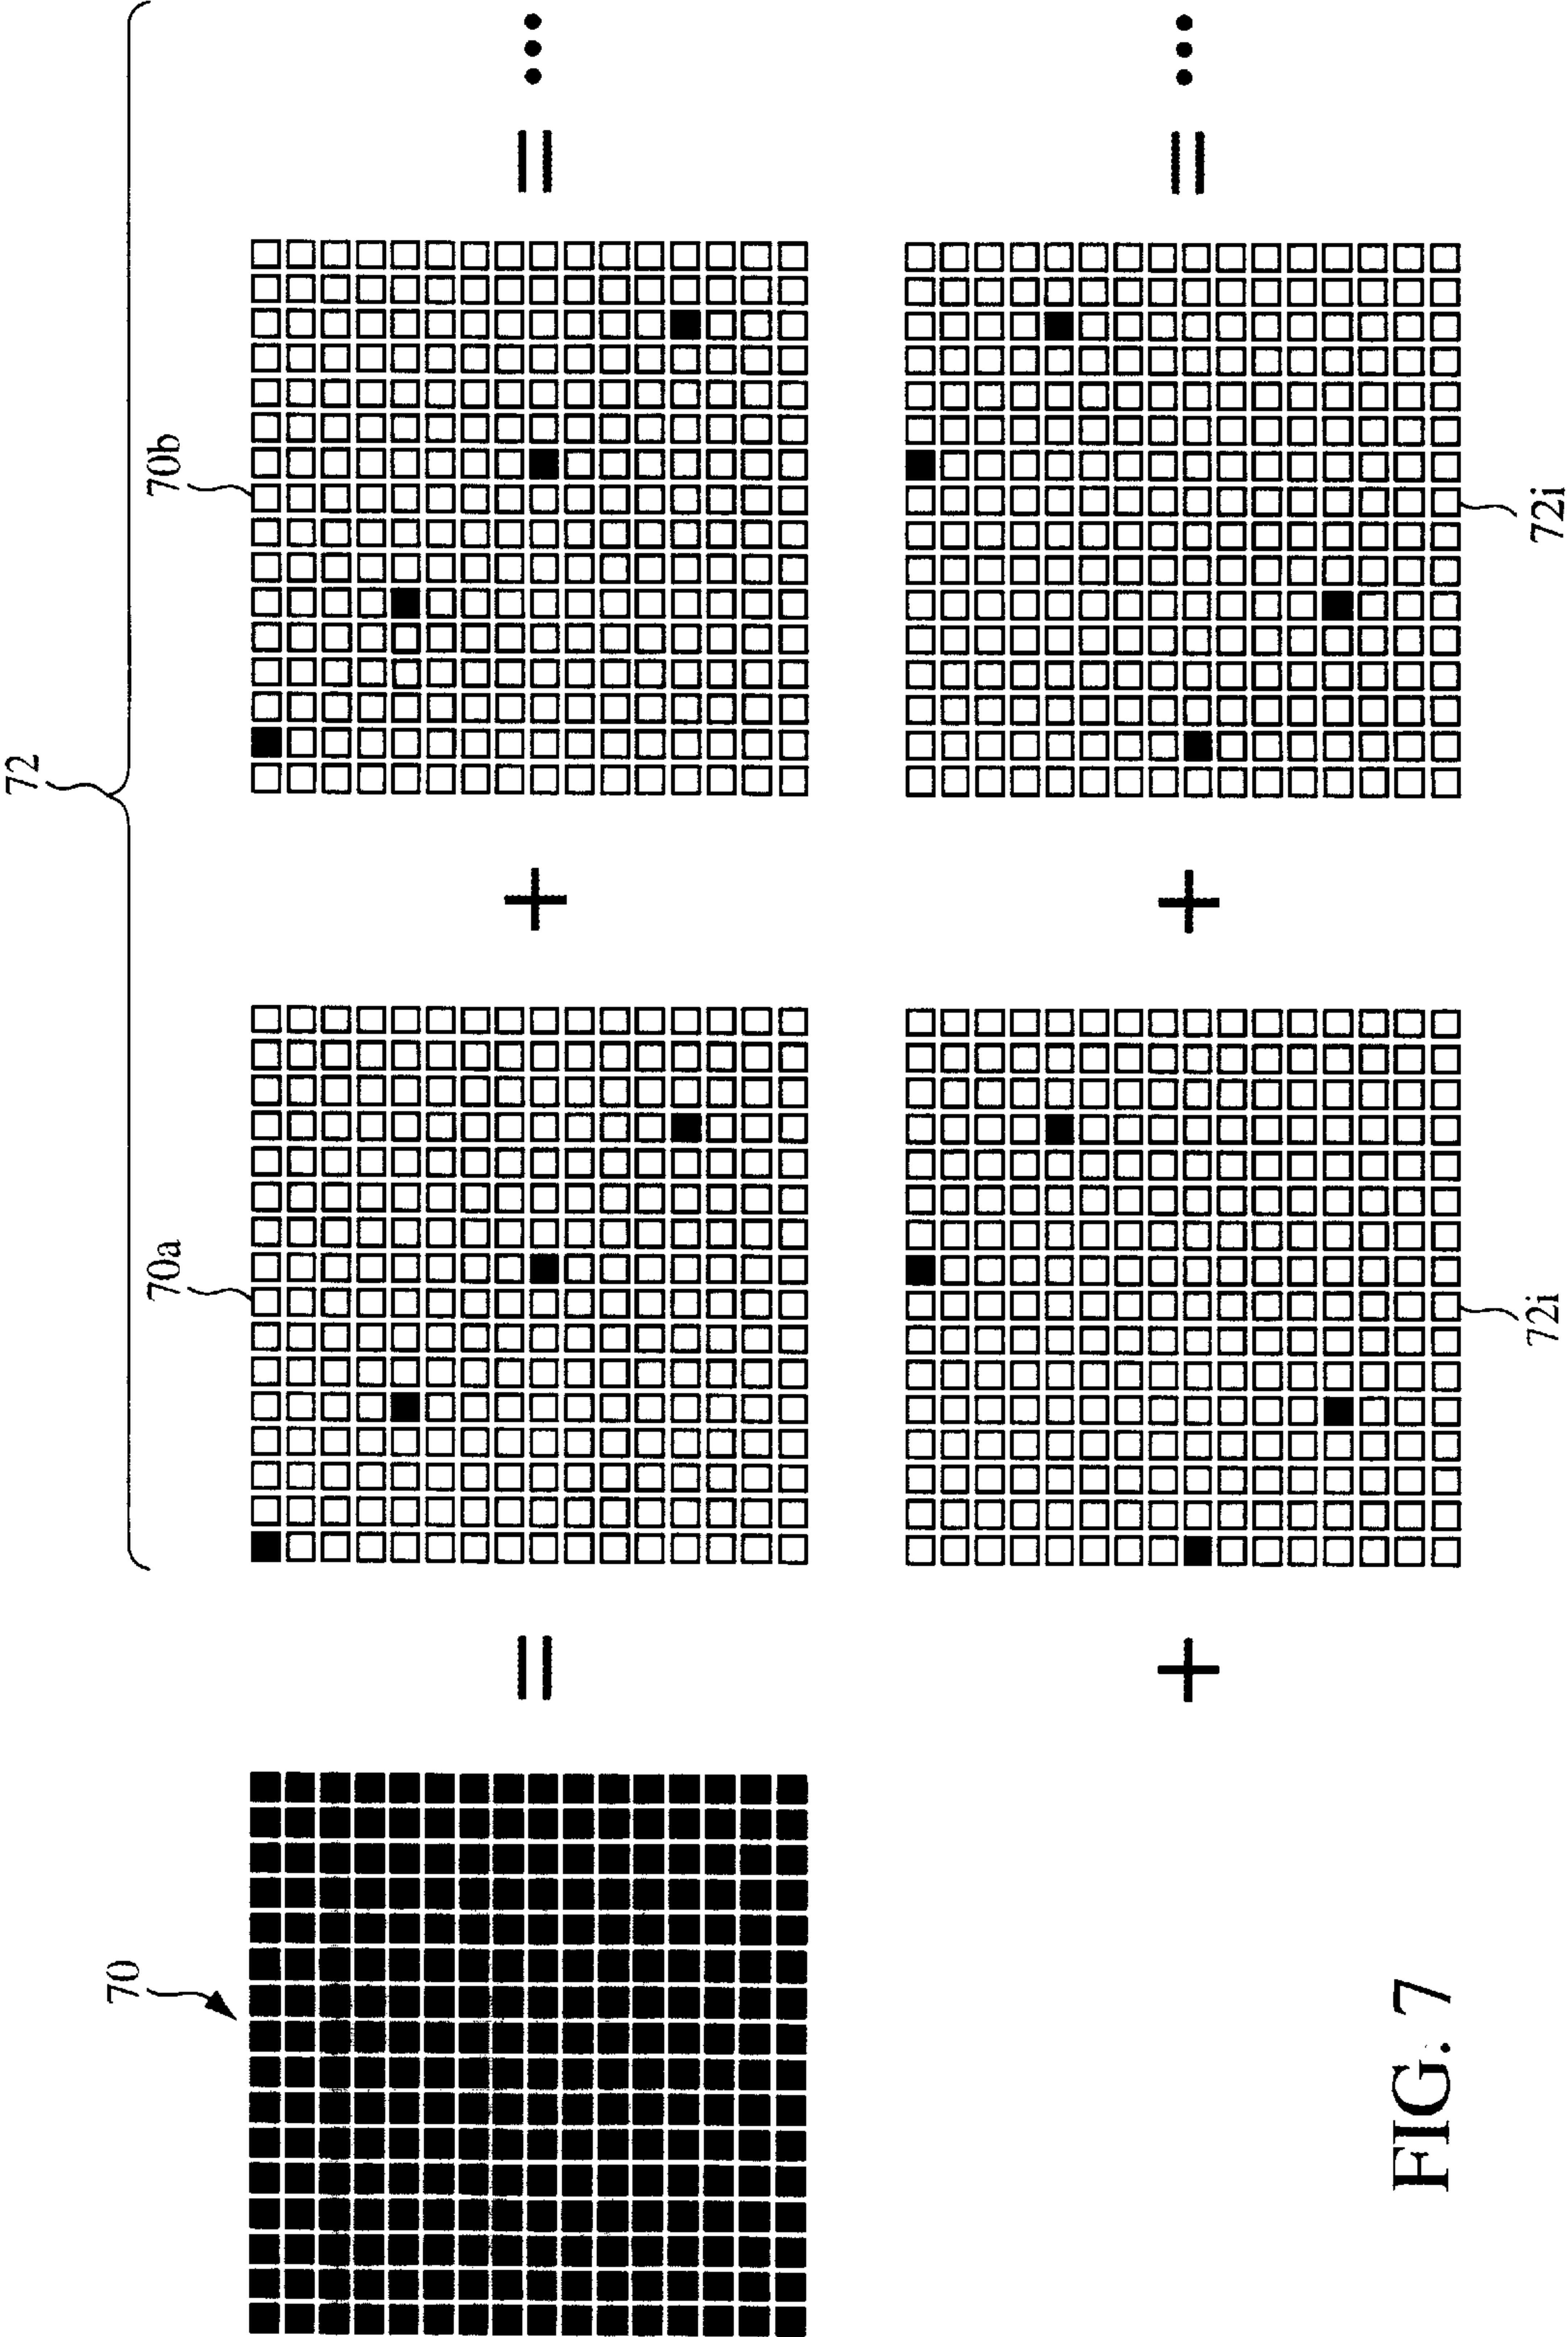 72
70
70a
70b
=
+
= ...
+
+
= ...
72i
72i
FIG. 7